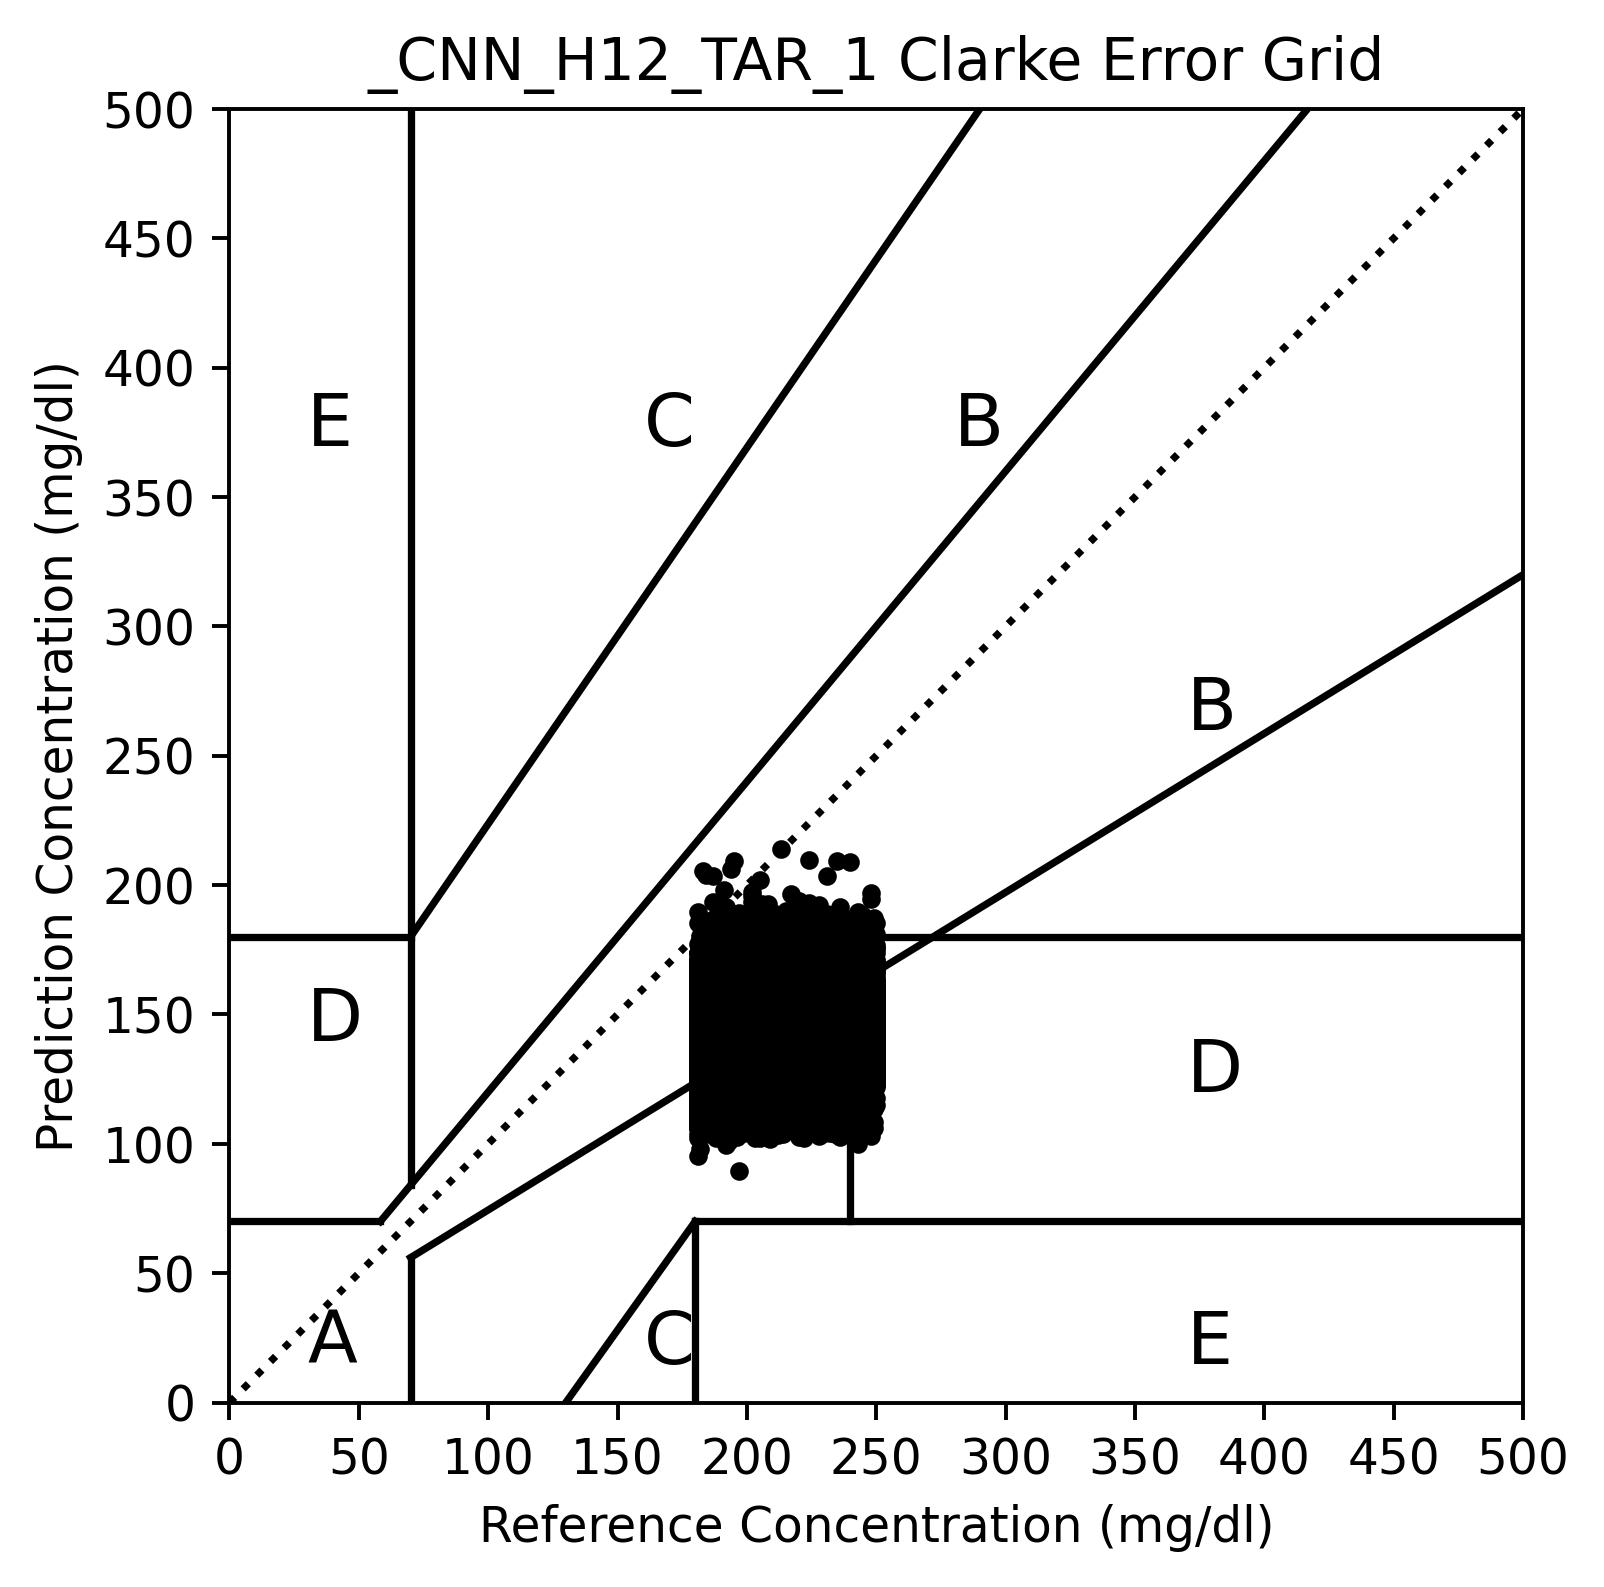 _CNN_H12_TAR_1 Clarke Error Grid
500
450
400
350
300
250
200
150
100
50
0
Prediction Concentration (mg/dl)
E
C
B
B
D
D
A
C
E
0 50 100 150 200 250 300 350 400 450 500
Reference Concentration (mg/dl)